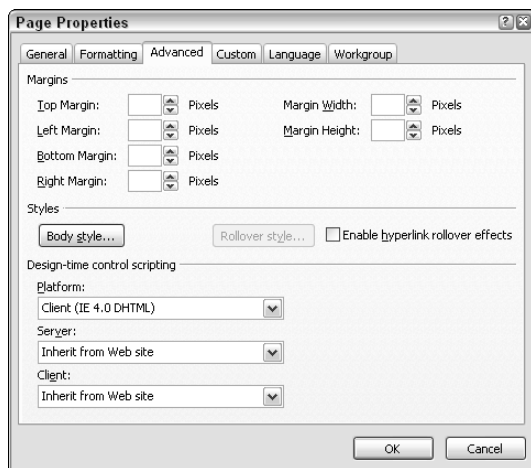 Page Properties
General Formatting Advanced Custom Language Workgroup
Margins
Top Margin: Pixels Margin Width: Pixels
Left Margin: Pixels Margin Height: Pixels
Bottom Margin: Pixels
Right Margin: Pixels
Styles
Body style... Rollover style... Enable hyperlink rollover effects
Design-time control scripting
Platform:
Client (IE 4.0 DHTML)
Server:
Inherit from Web site
Client:
Inherit from Web site
OK Cancel